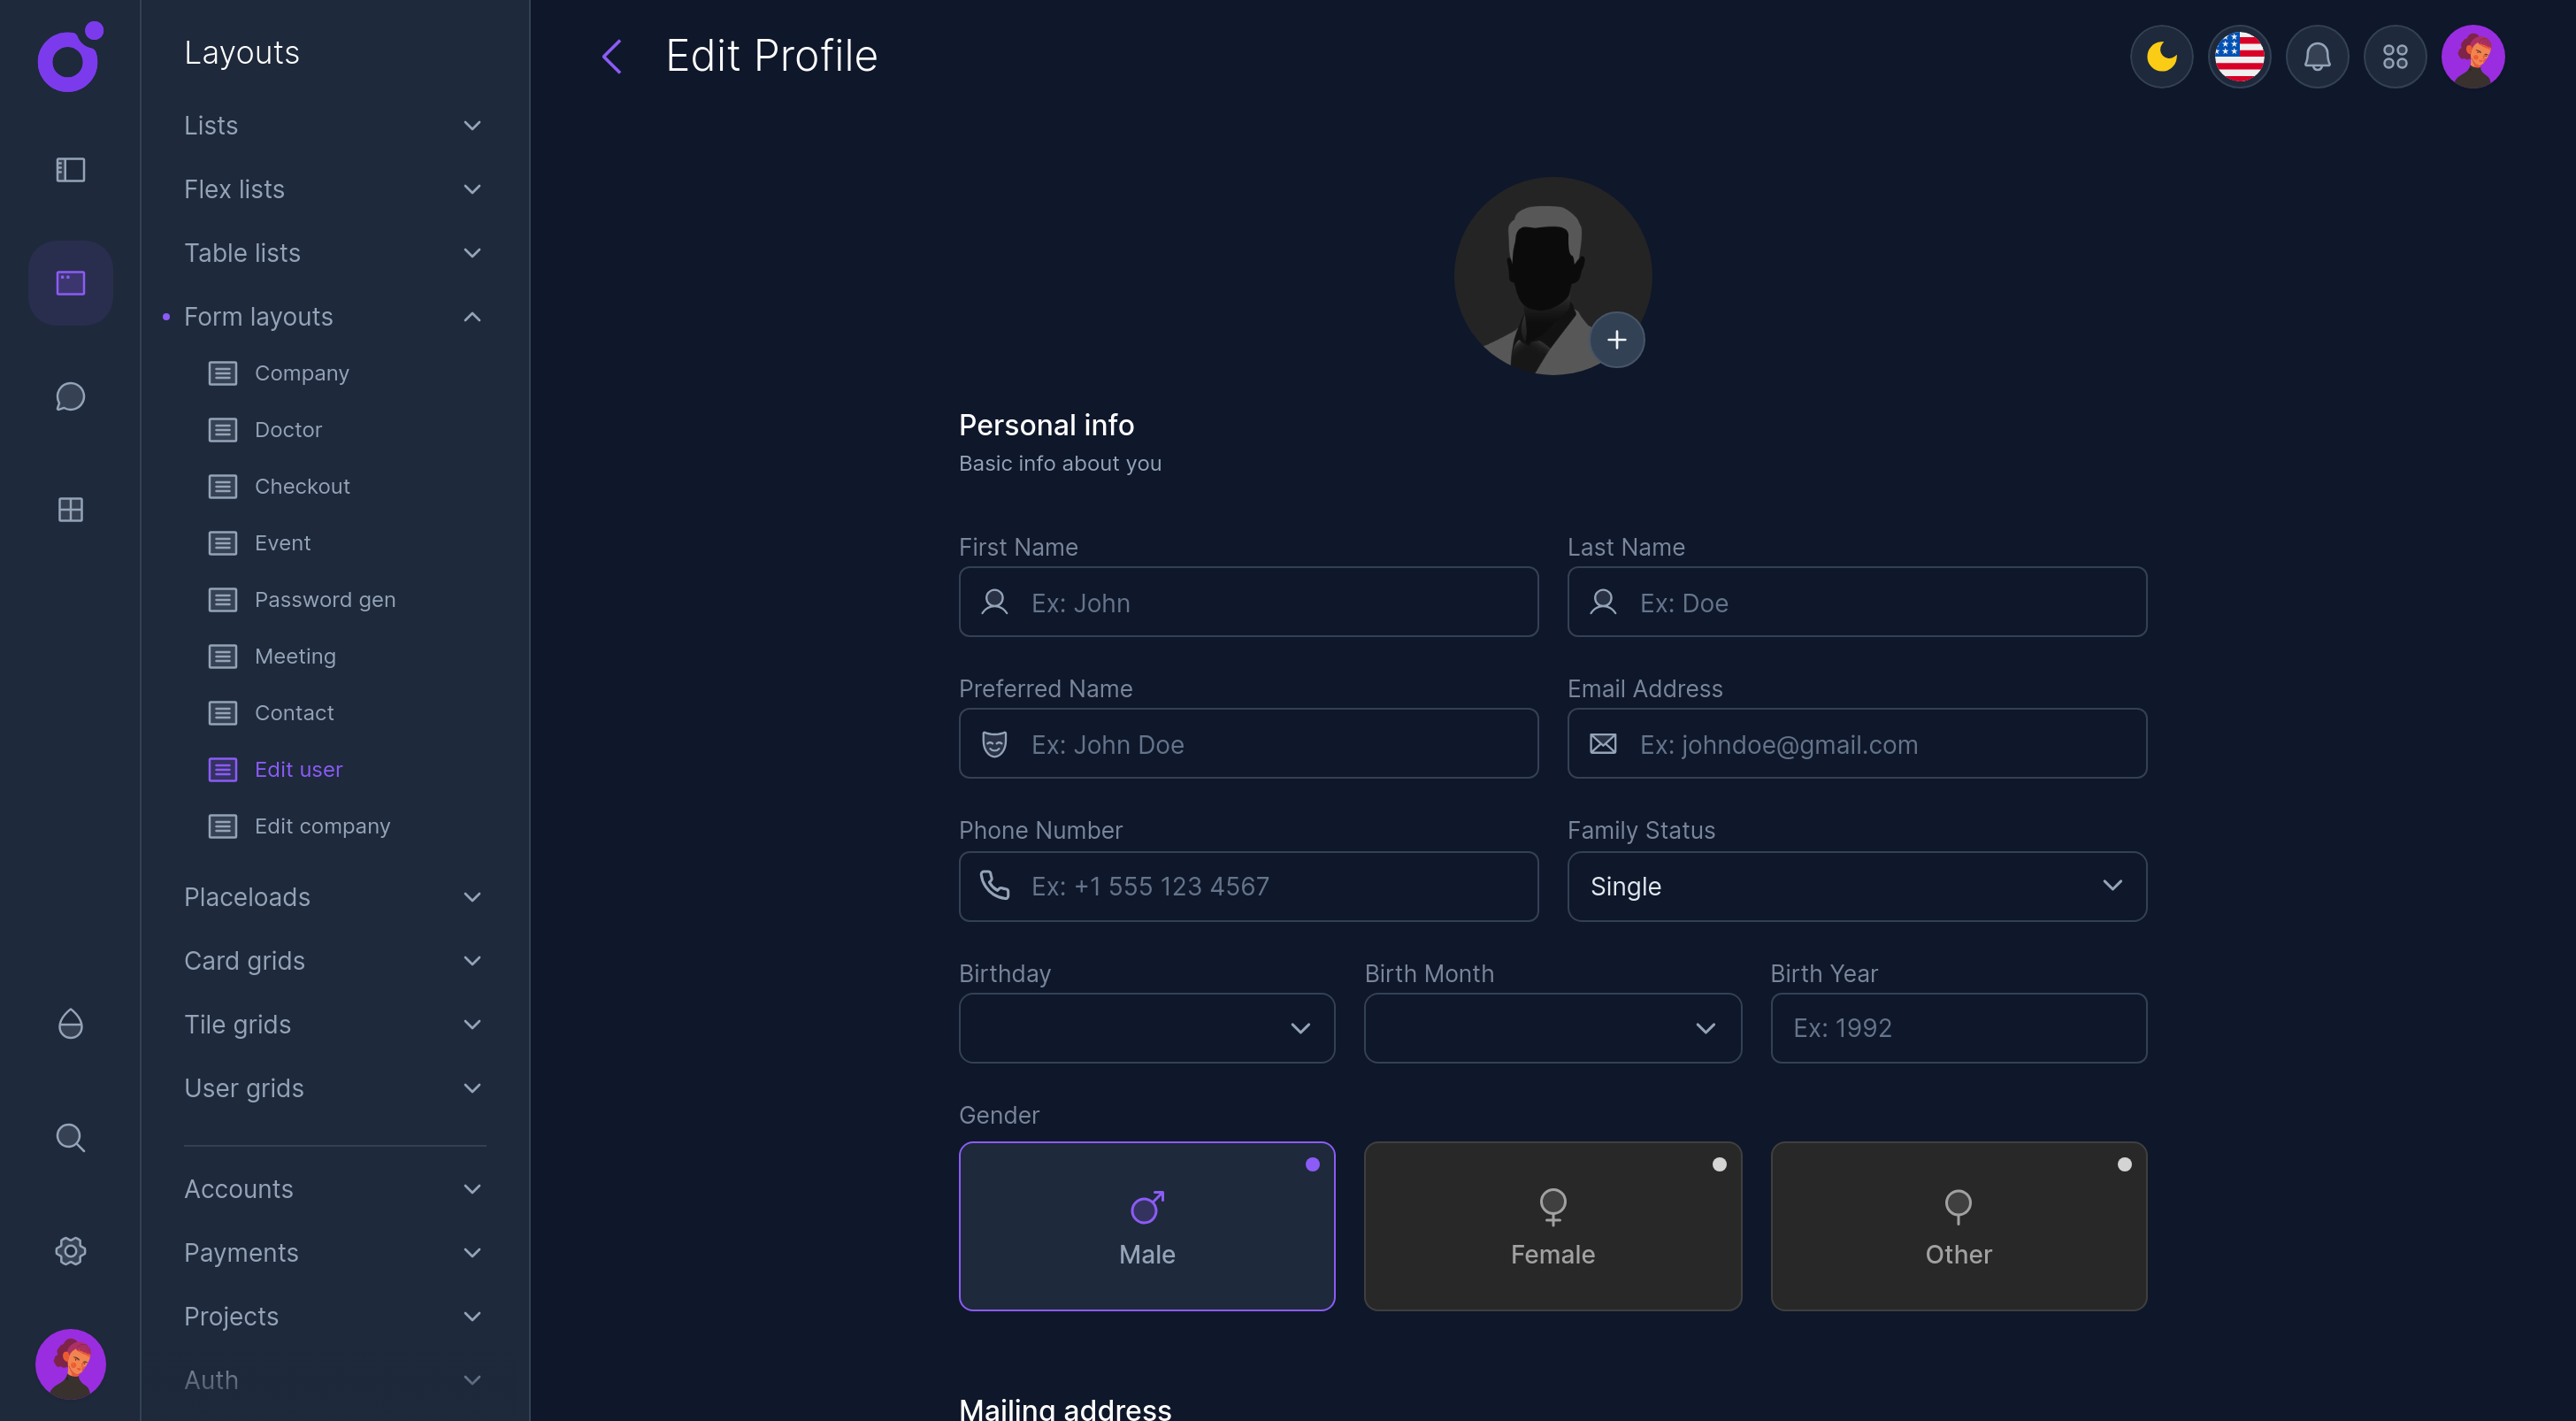 Layouts
Lists
Flex lists
Table lists
Form layouts
Company
Doctor
Checkout
Event
Password gen
Meeting
Contact
Edit user
Edit company
Placeloads
Card grids
Tile grids
User grids
Accounts
Payments
Projects
Auth
Edit Profile
Personal info
Basic info about you
First Name
Last Name
Ex: John
Ex: Doe
Preferred Name
Email Address
Ex: John Doe
Ex: johndoe@gmail.com
Phone Number
Family Status
Ex: +1 555 123 4567
Single
Birthday
Birth Month
Birth Year
Ex: 1992
Gender
Male
Female
Other
Mailing address